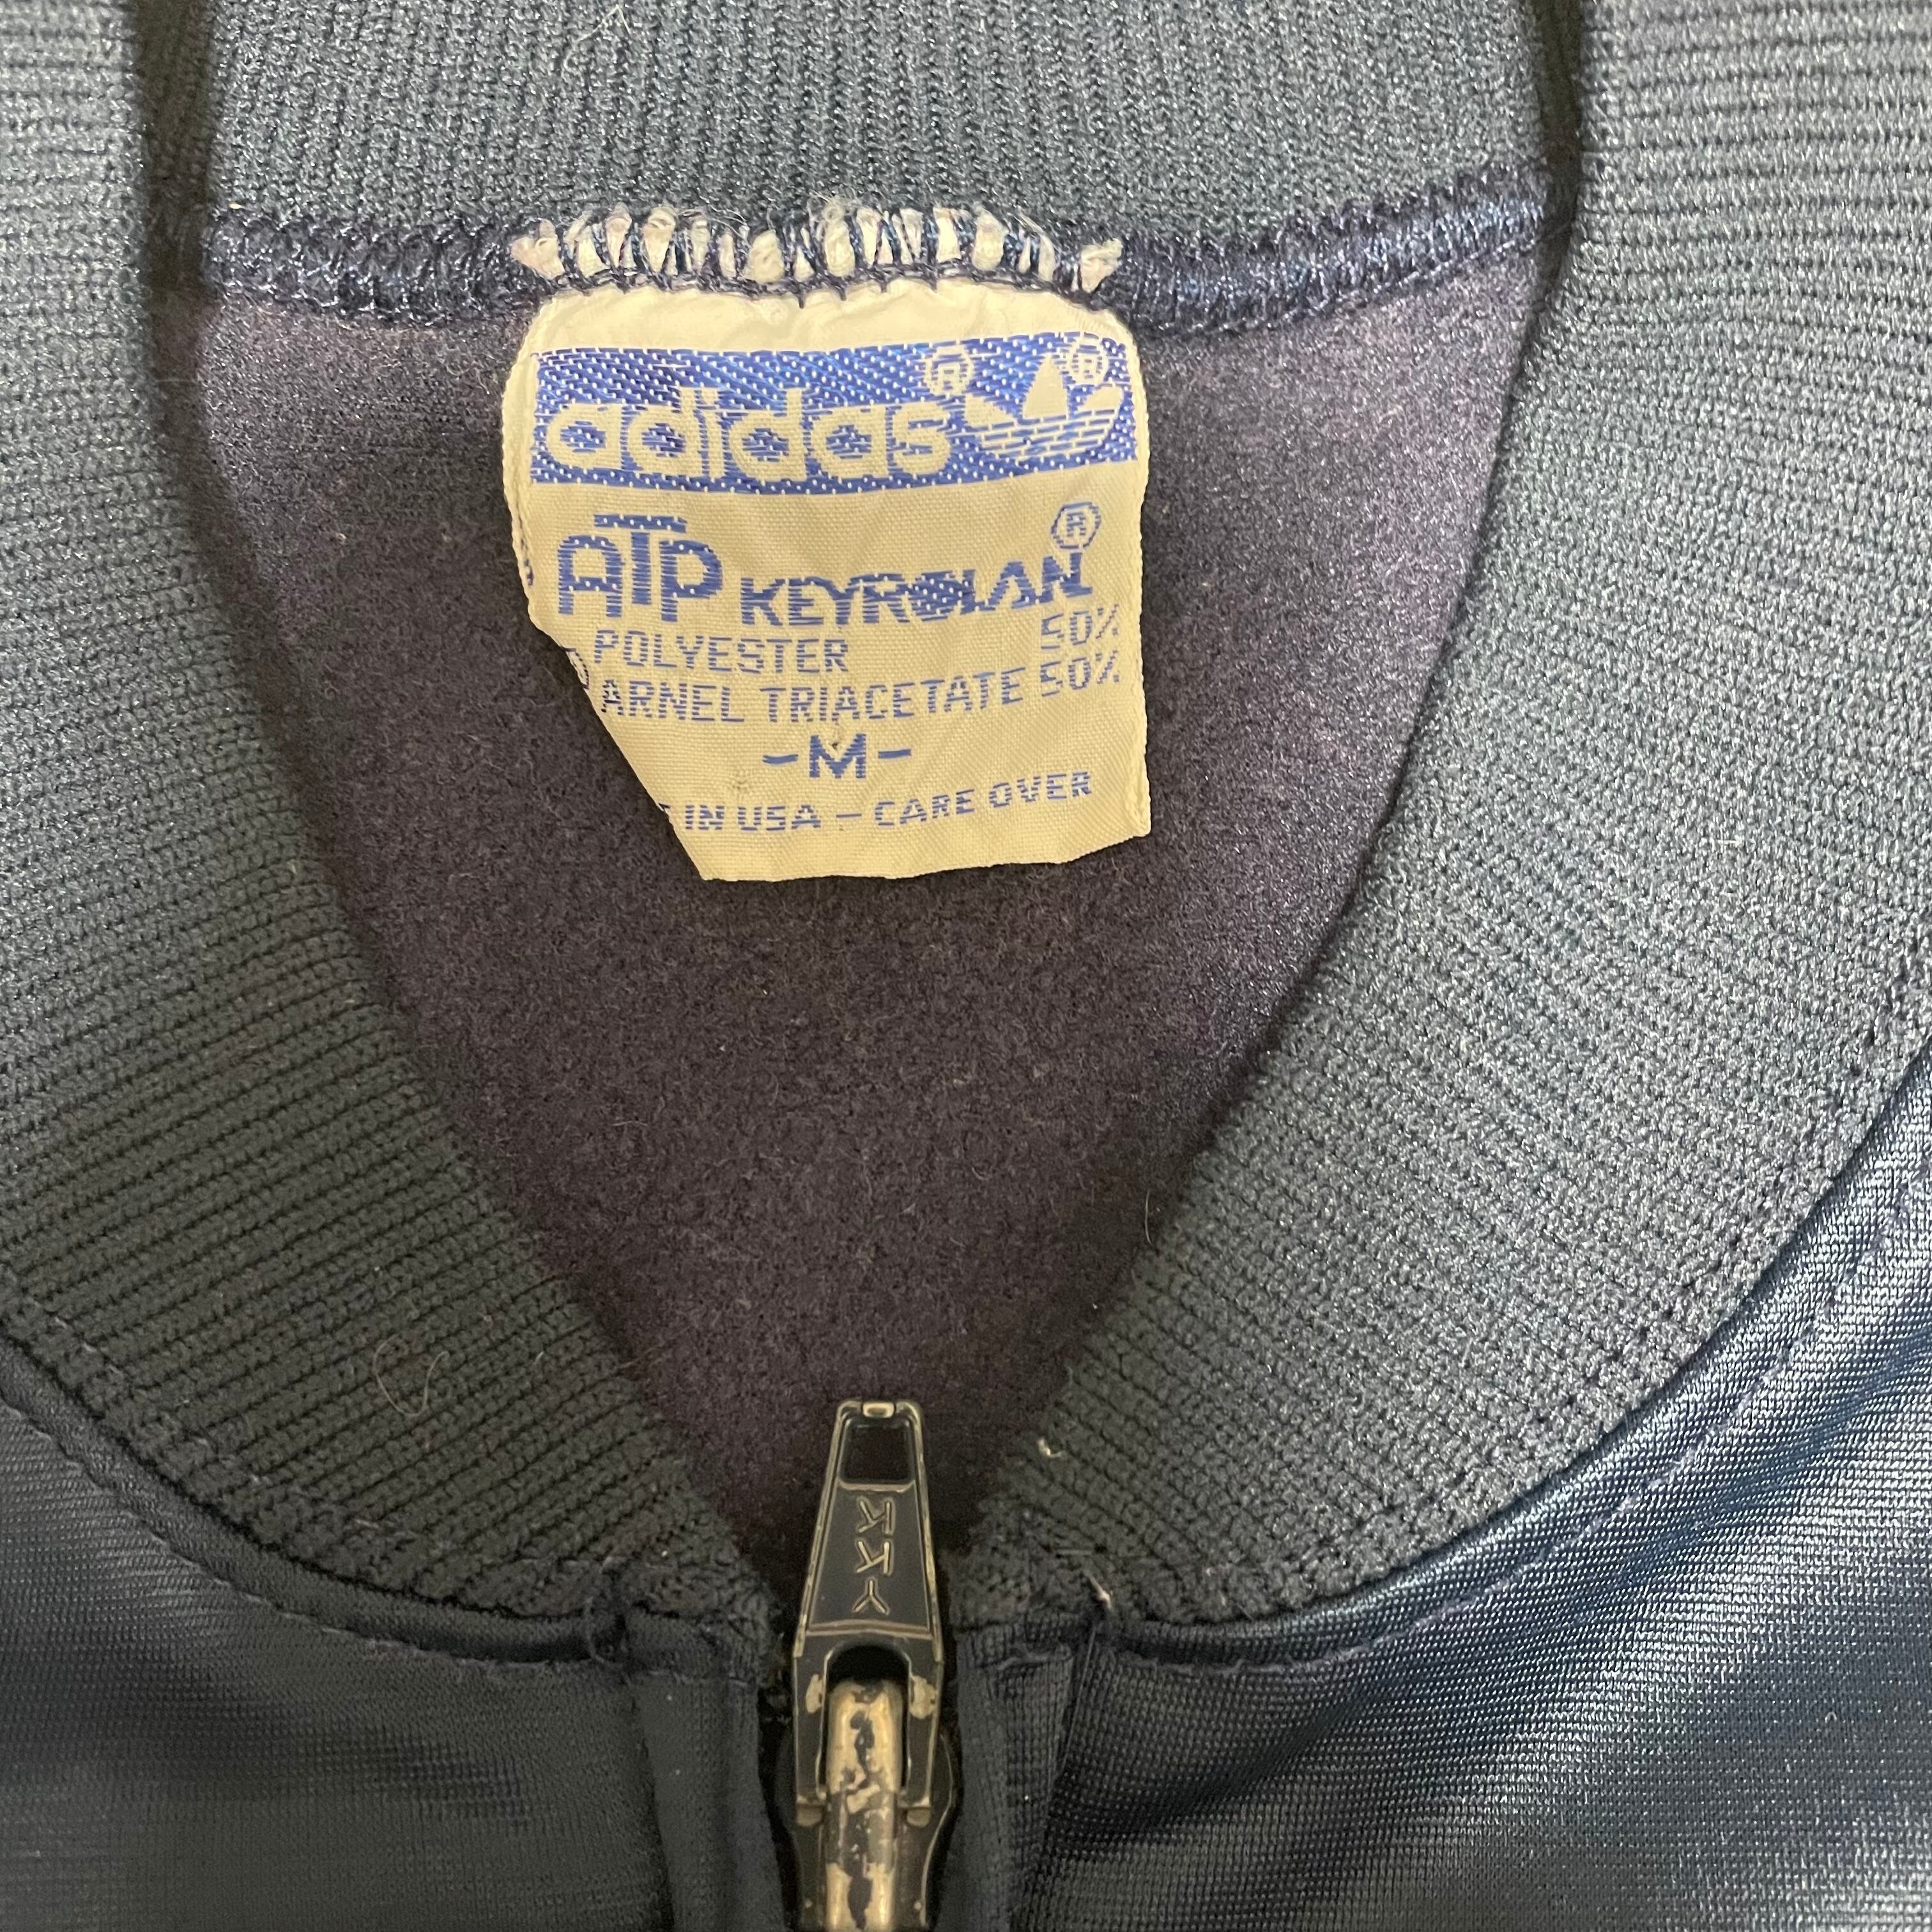 adidas®
®
ATP KEYROLAN®
POLYESTER 50%
ARNEL TRIACETATE 50%
-M-
IN USA - CARE OVER
YKK